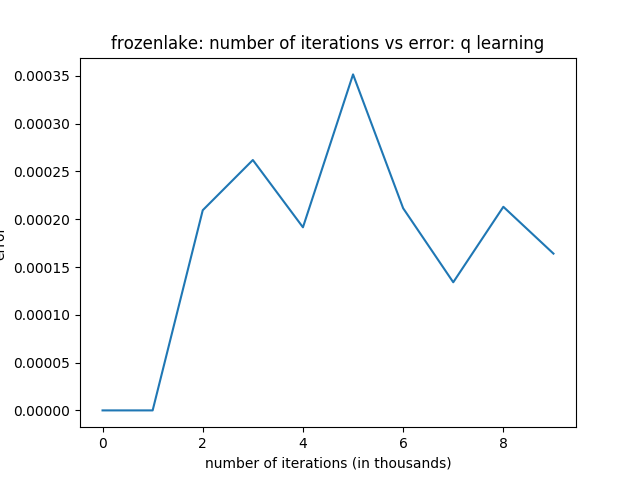 frozenlake: number of iterations vs error: q learning
0.00035
0.00030
0.00025
0.00020
0.00015
0.00010
0.00005
0.00000
error
0 2 4 6 8
number of iterations (in thousands)